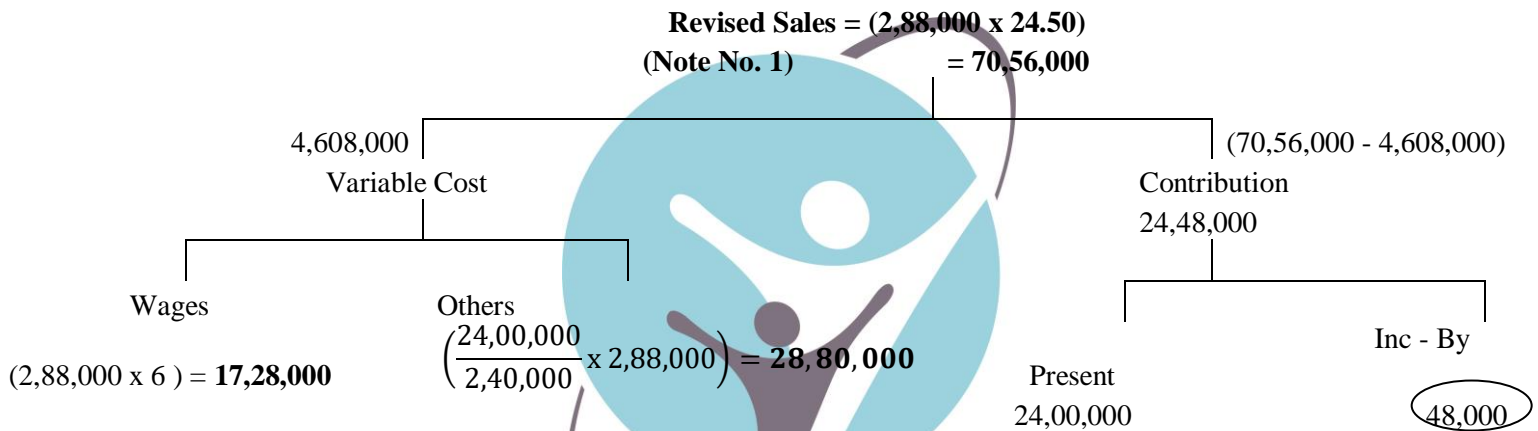 Revised Sales = (2,88,000 x 24.50)
(Note No. 1) = 70,56,000
4,608,000
(70,56,000 - 4,608,000)
Variable Cost
Contribution
24,48,000
Wages
Others
(2,88,000 x 6 ) = 17,28,000
(24,00,000/2,40,000 x 2,88,000) = 28,80,000
Inc - By
Present
24,00,000
48,000